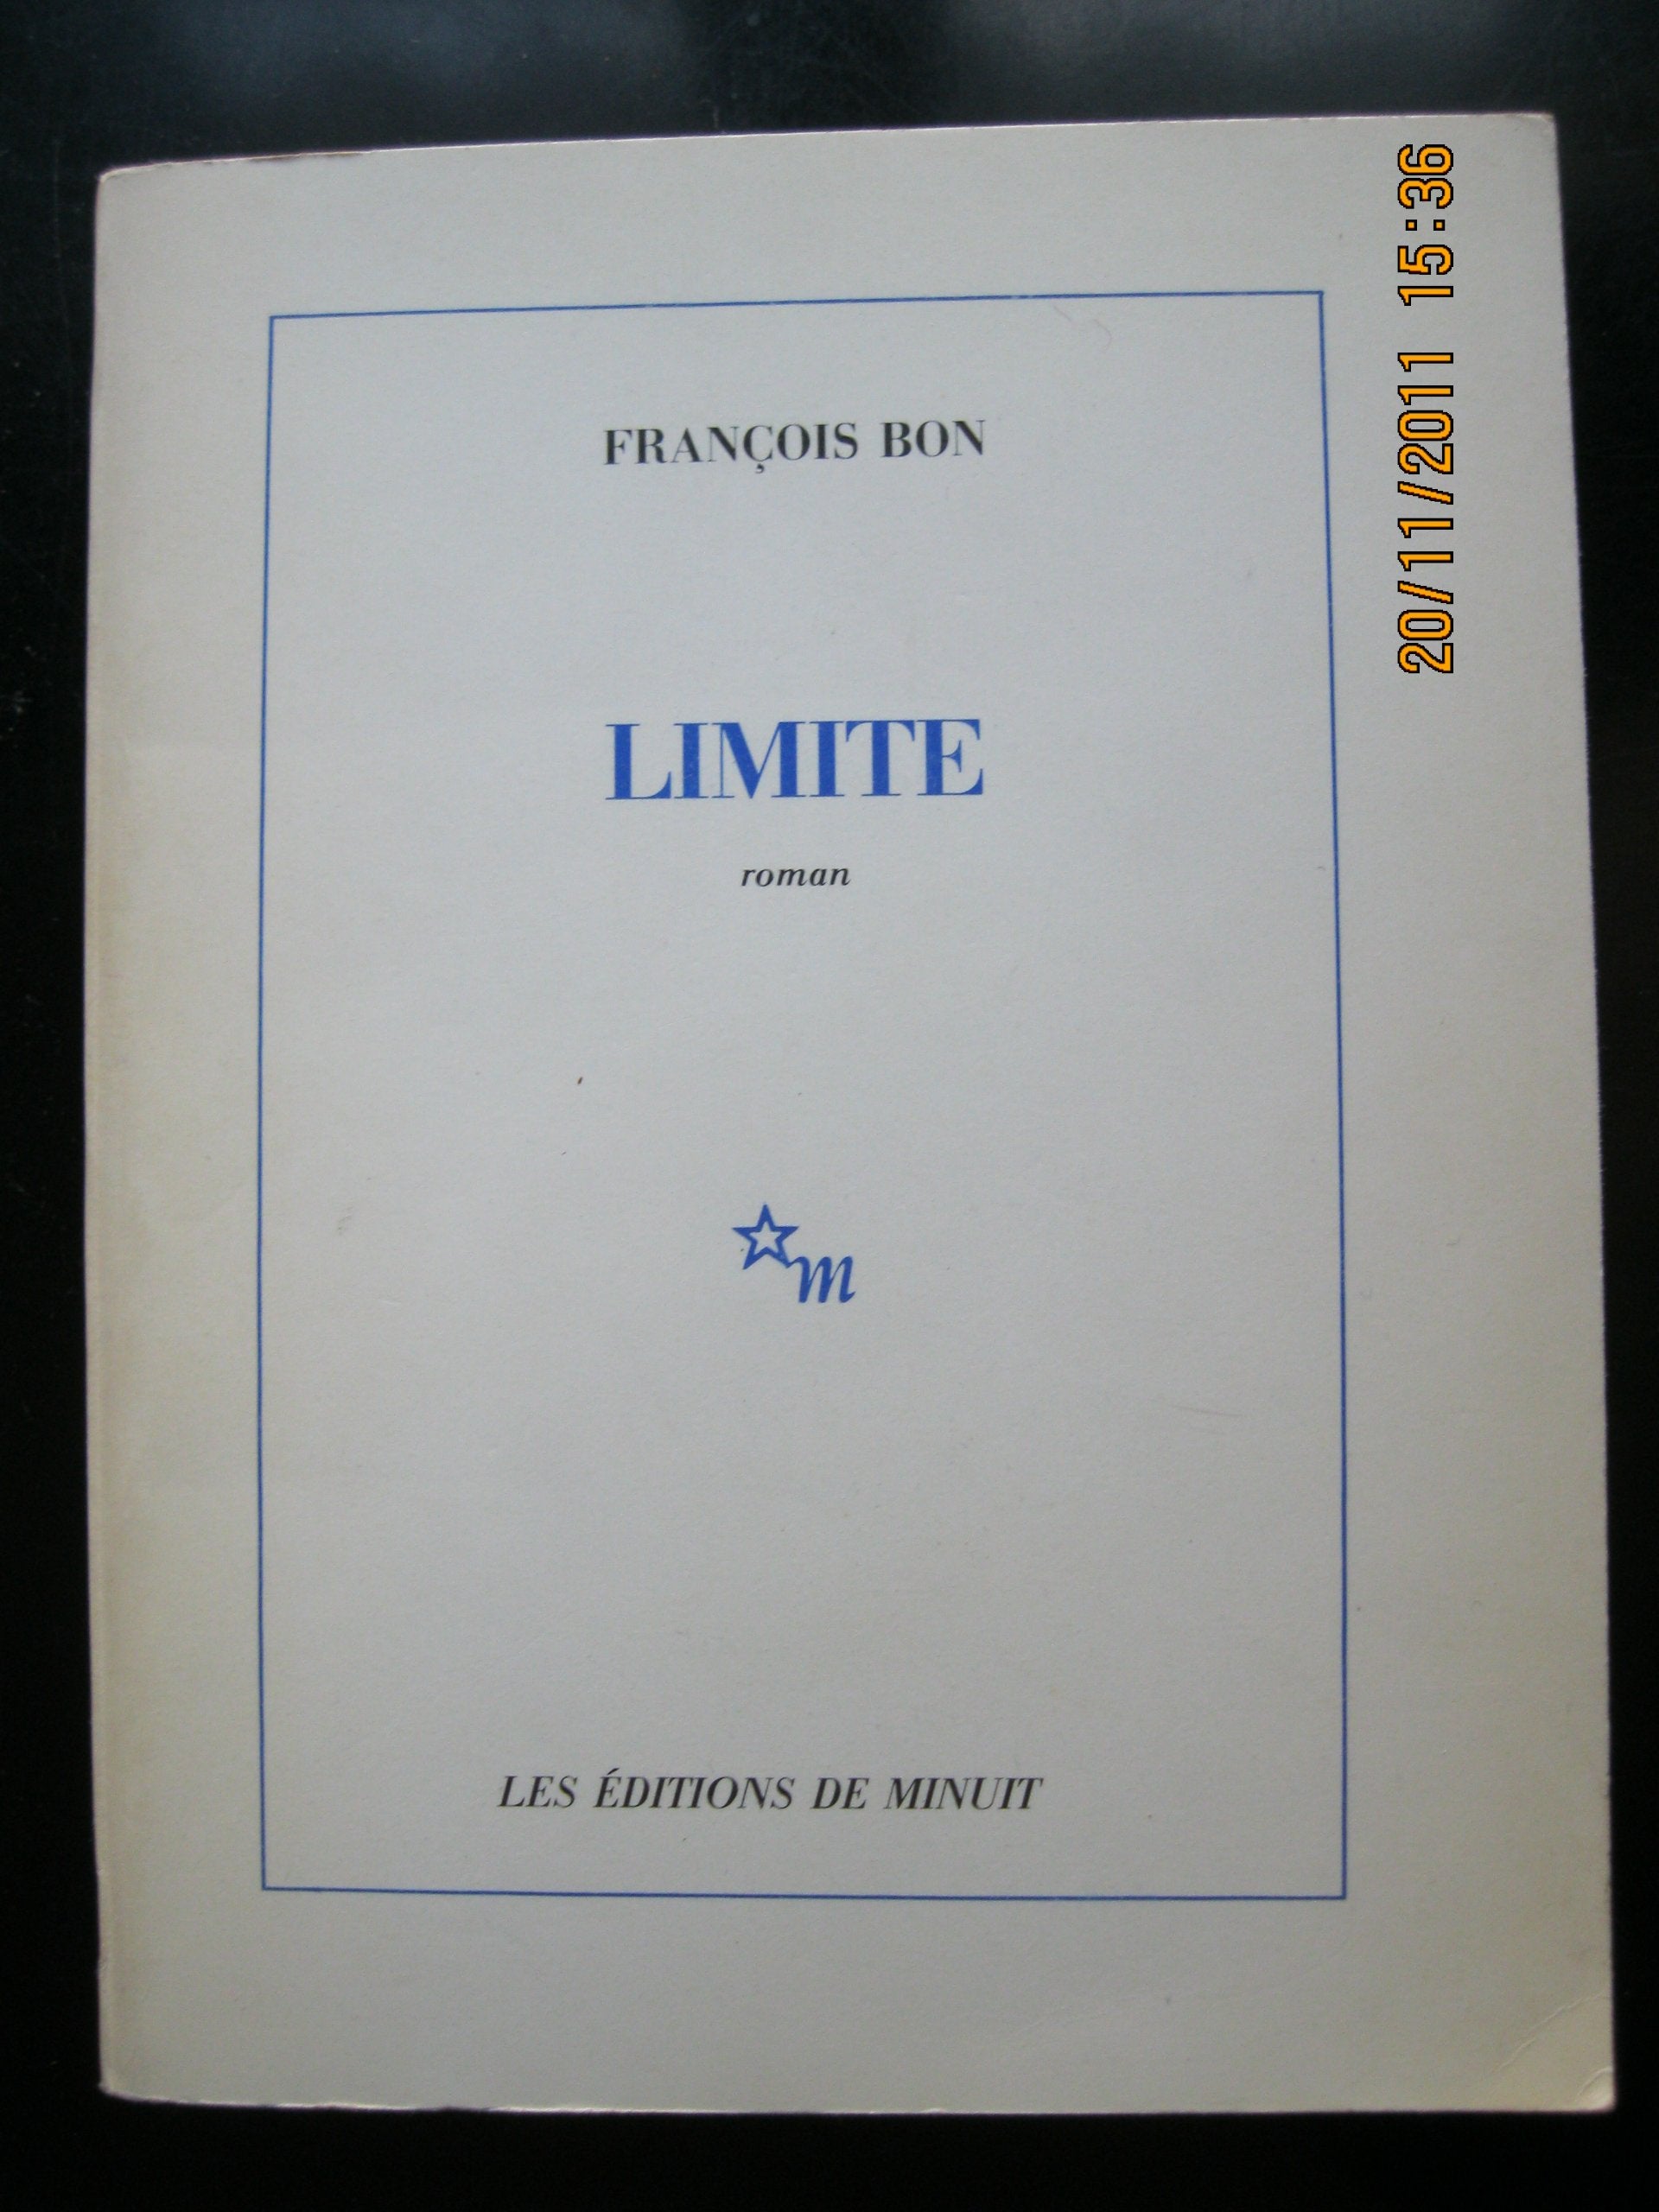 FRANÇOIS BON
LIMITE
roman
m
LES ÉDITIONS DE MINUIT
20/11/2011 15:36